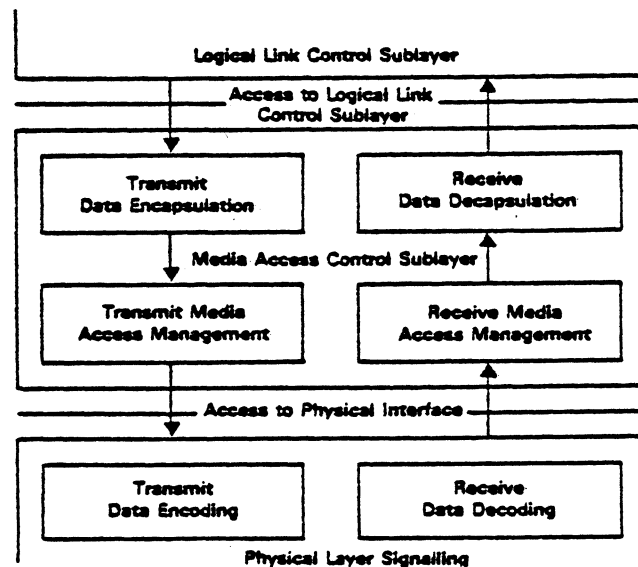 Logical Link Control Sublayer
Access to Logical Link
Control Sublayer
Transmit
Data Encapsulation
Receive
Data Decapsulation
Media Access Control Sublayer
Transmit Media
Access Management
Receive Media
Access Management
Access to Physical Interface
Transmit
Data Encoding
Receive
Data Decoding
Physical Layer Signalling